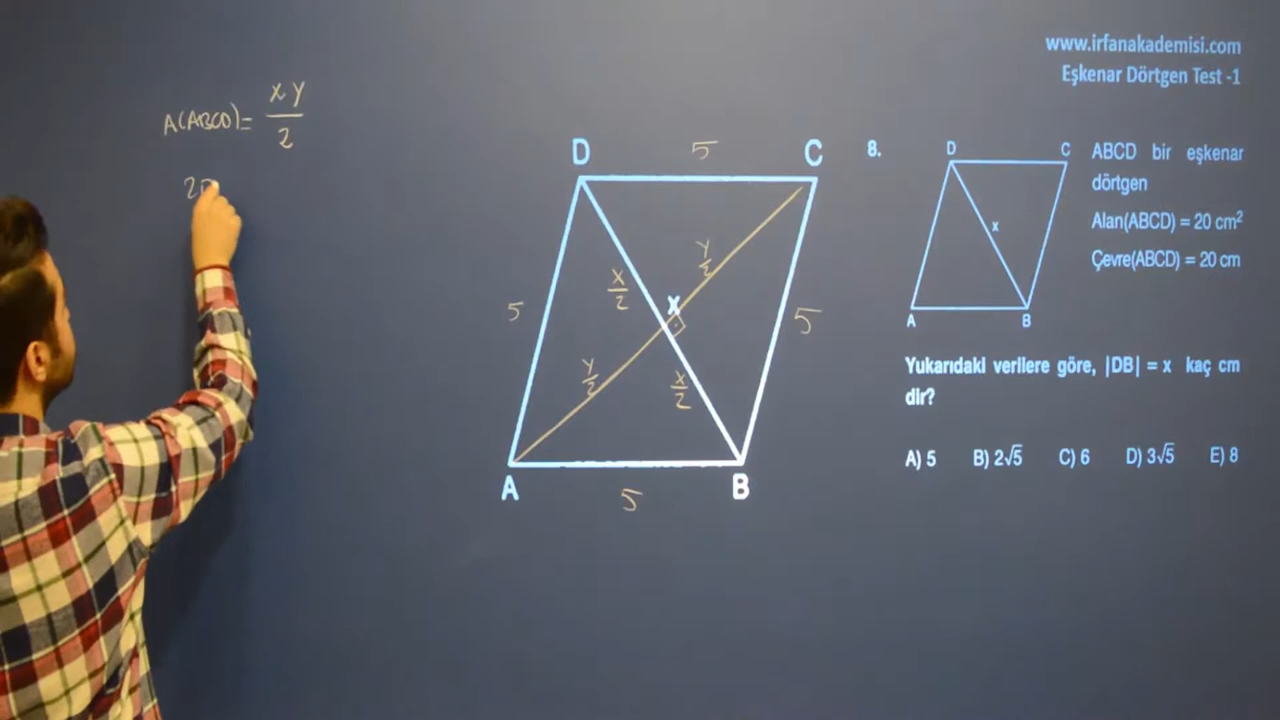 www.irfanakademisi.com
Eşkenar Dörtgen Test -1
A(ABCD)= XY/2
20
D 5 C
5 X/2 Y/2 x 5
Y/2 X/2
A 5 B
8.
D C
x
A B
ABCD bir eşkenar
dörtgen
Alan(ABCD) = 20 cm²
Çevre(ABCD) = 20 cm
Yukarıdaki verilere göre, |DB| = x kaç cm
dir?
A) 5 B) 2√5 C) 6 D) 3√5 E) 8